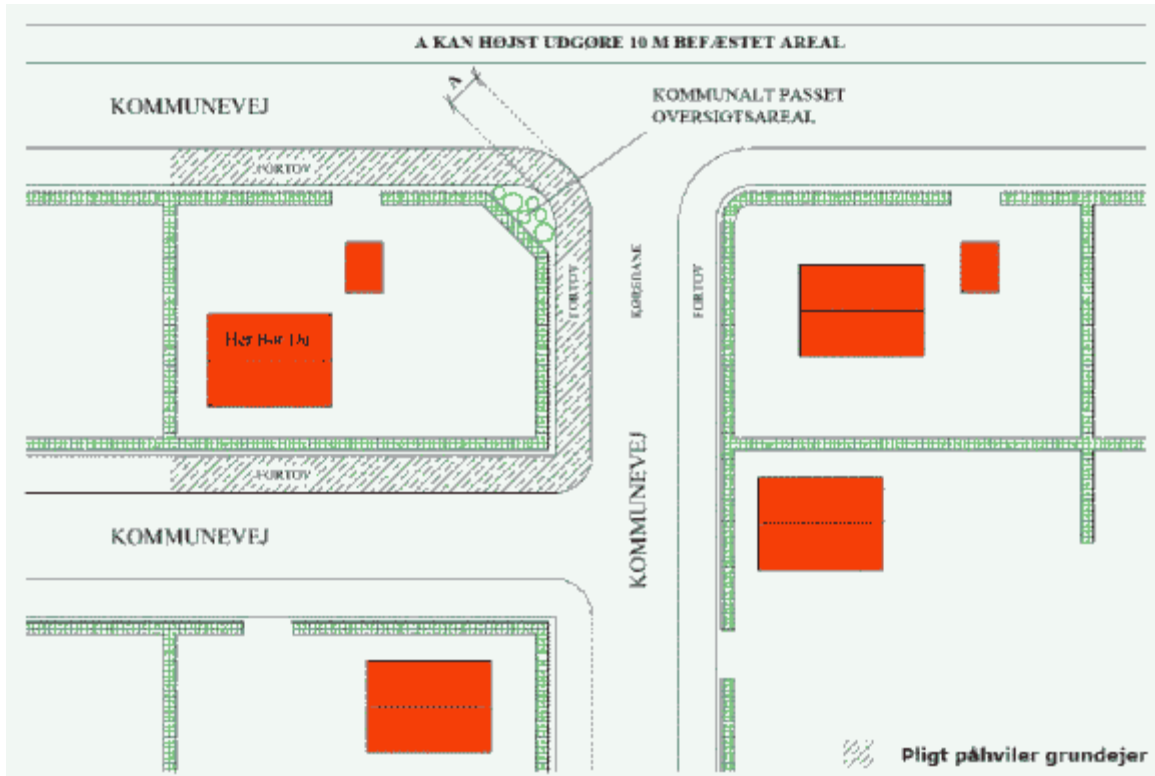 A KAN HØJST UDGØRE 10 M BEFÆSTET AREAL
A
KOMMUNEVEJ
KOMMUNALT PASSET
OVERSIGTSAREAL
FORTOV
FORTOV
KØREBANE
FORTOV
Her Bor Du
KOMMUNEVEJ
FORTOV
KOMMUNEVEJ
Pligt påhviler grundejer